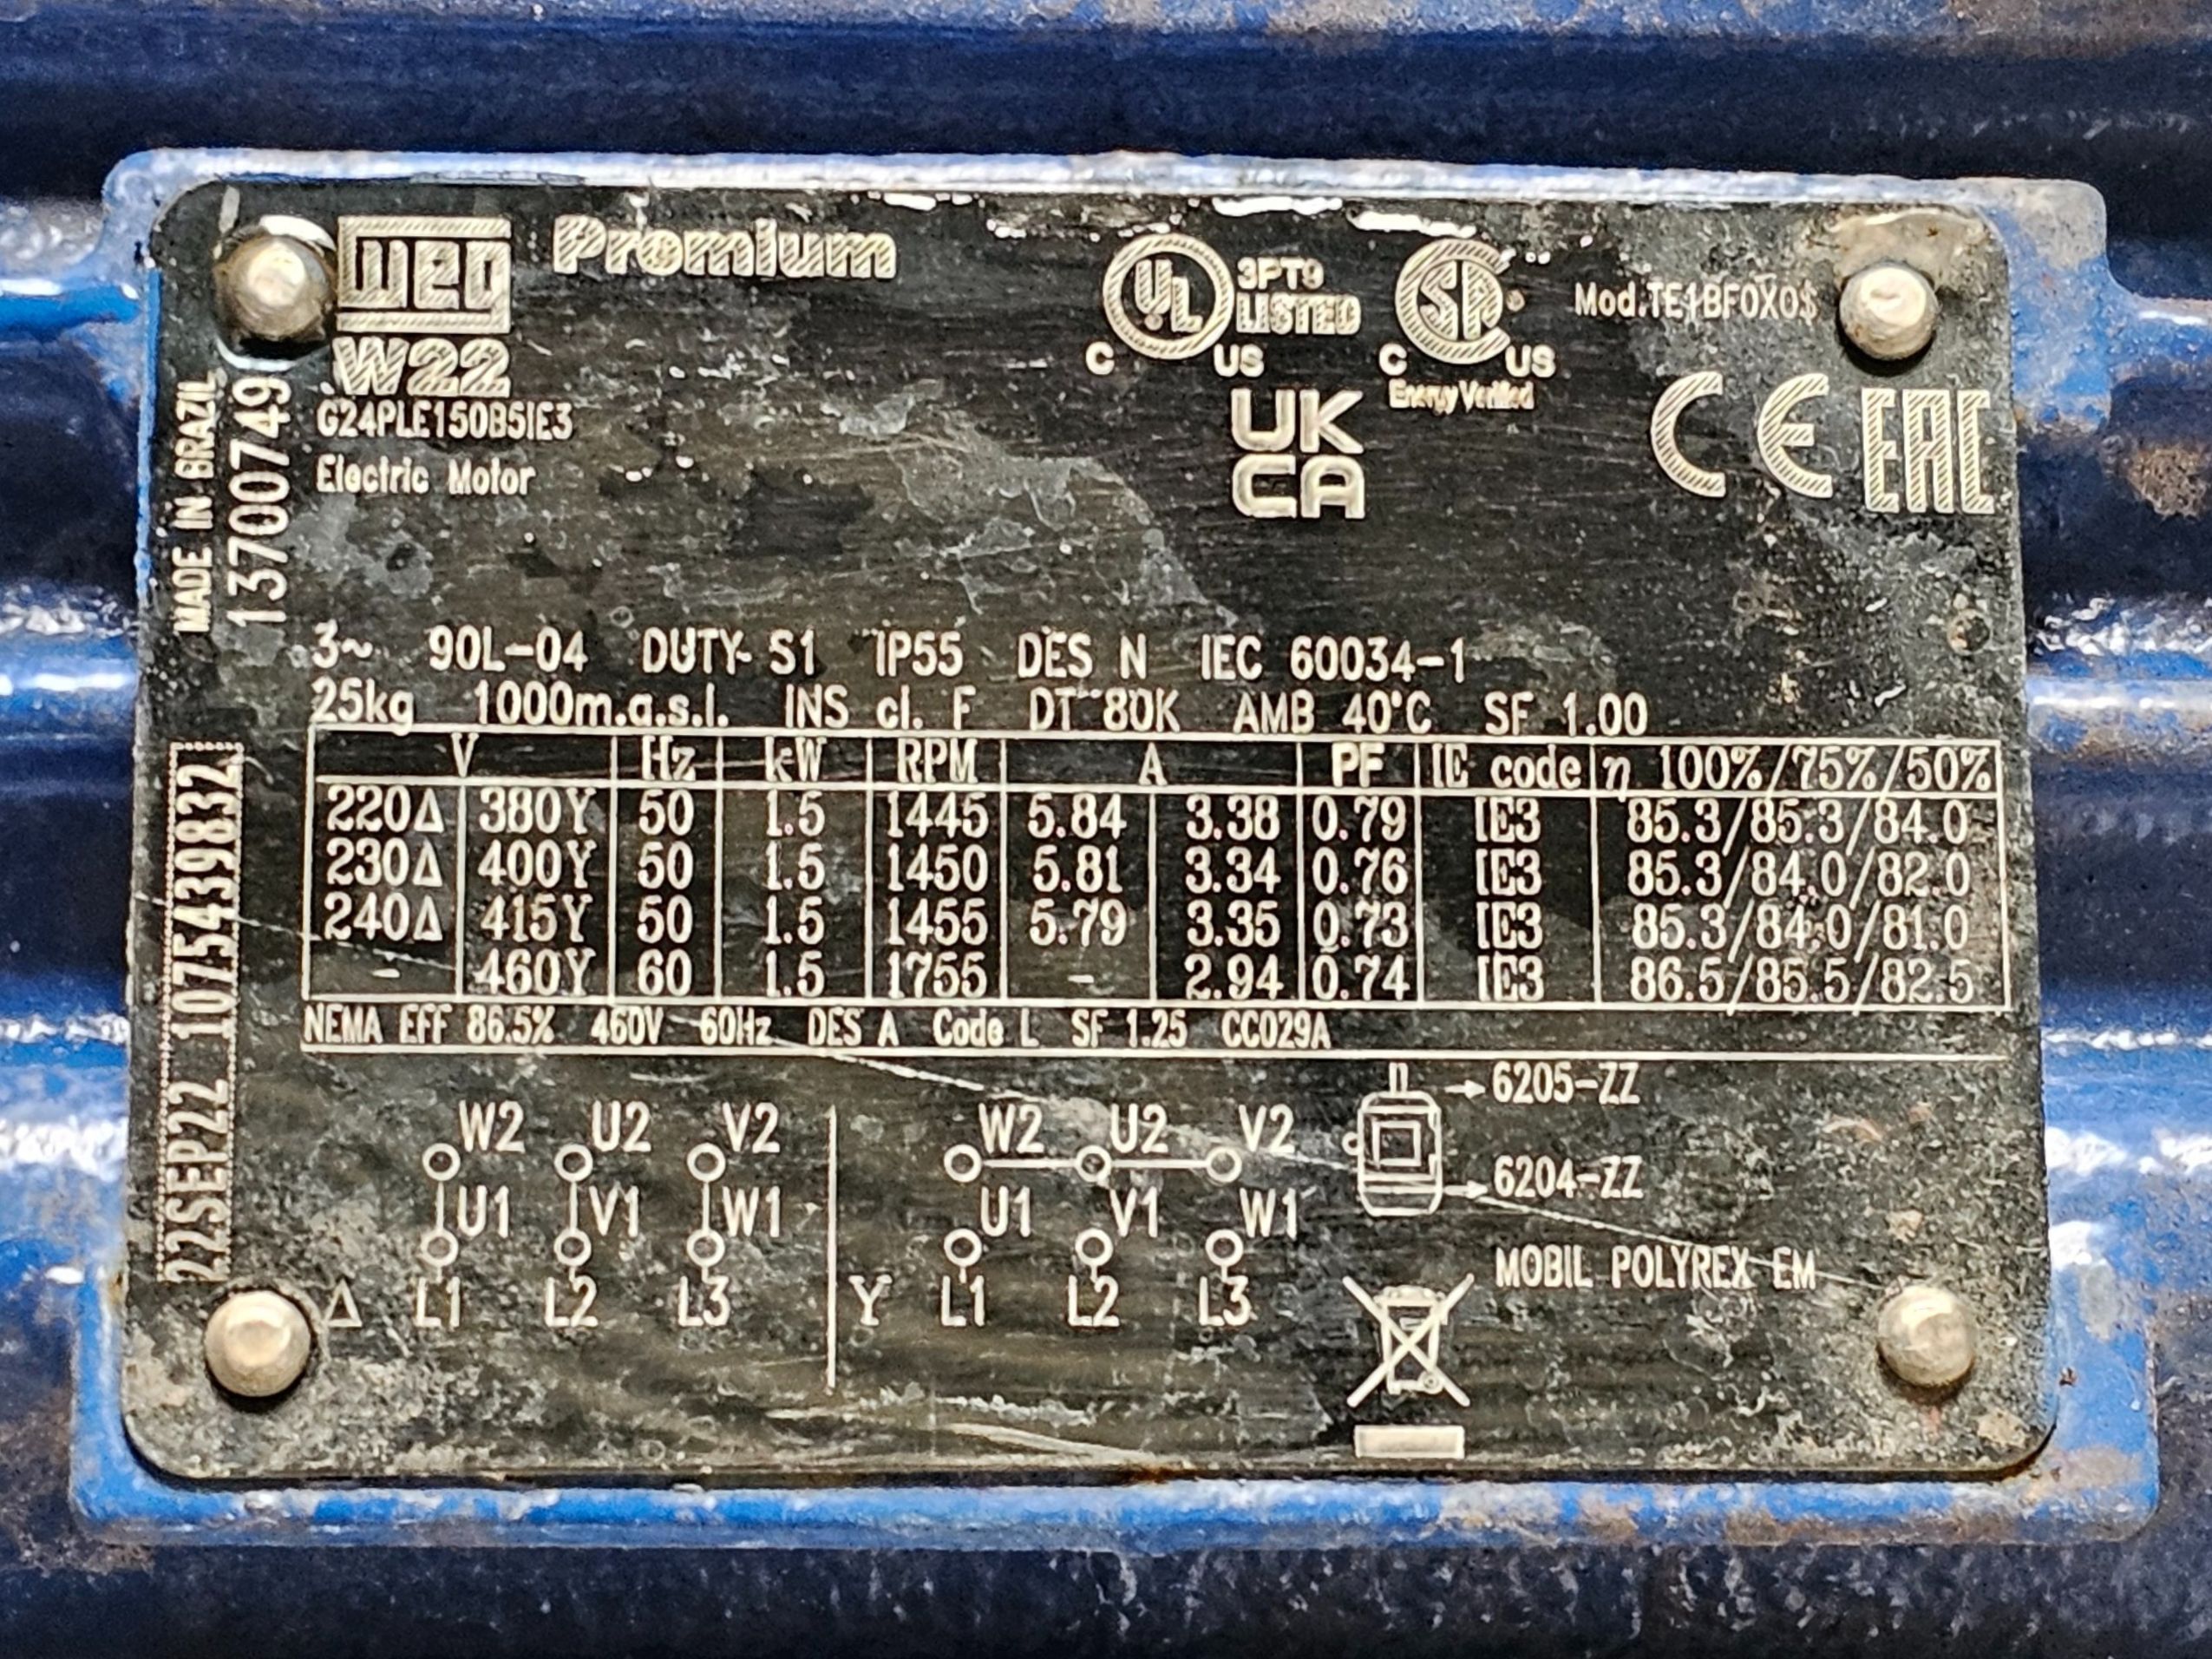 weg Premium
W22
G24PLE150B5IE3
Electric Motor
UL
3PT9
LISTED
C US
SA
C US
Energy Verified
Mod.TE1BF0X0$
UK
CA
CE EAC
MADE IN BRAZIL
13700749
22SEP22 1075439832
3~ 90L-04 DUTY S1 IP55 DES N IEC 60034-1
25kg 1000m.a.s.l. INS cl. F DT 80K AMB 40°C SF 1.00
V Hz kW RPM A PF IE code η 100%/75%/50%
220Δ 380Y 50 1.5 1445 5.84 3.38 0.79 IE3 85.3/85.3/84.0
230Δ 400Y 50 1.5 1450 5.81 3.34 0.76 IE3 85.3/84.0/82.0
240Δ 415Y 50 1.5 1455 5.79 3.35 0.73 IE3 85.3/84.0/81.0
- 460Y 60 1.5 1755 - 2.94 0.74 IE3 86.5/85.5/82.5
NEMA EFF 86.5% 460V 60Hz DES A Code L SF 1.25 CC029A
W2 U2 V2
U1 V1 W1
Δ L1 L2 L3
W2 U2 V2
U1 V1 W1
Y L1 L2 L3
6205-ZZ
6204-ZZ
MOBIL POLYREX EM